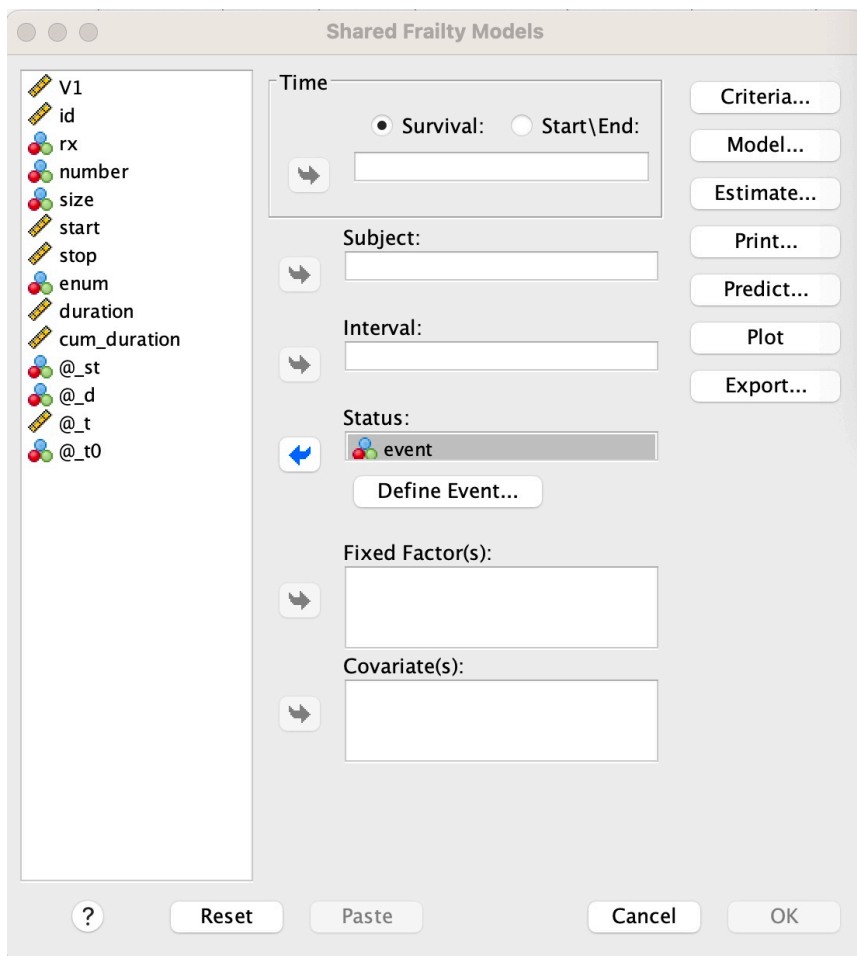 Shared Frailty Models
V1
id
rx
number
size
start
stop
enum
duration
cum_duration
@_st
@_d
@_t
@_t0
Time
Survival: Start\End:
Subject:
Interval:
Status:
event
Define Event...
Fixed Factor(s):
Covariate(s):
Criteria...
Model...
Estimate...
Print...
Predict...
Plot
Export...
? Reset Paste Cancel OK